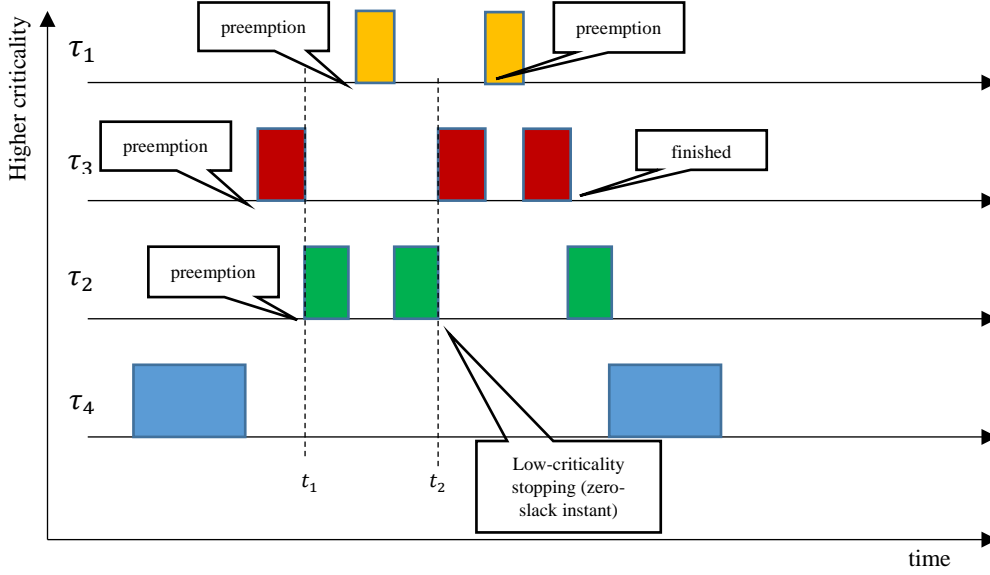 Higher criticality
τ1
preemption
preemption
τ3
preemption
finished
τ2
preemption
τ4
t1
t2
Low-criticality
stopping (zero-
slack instant)
time